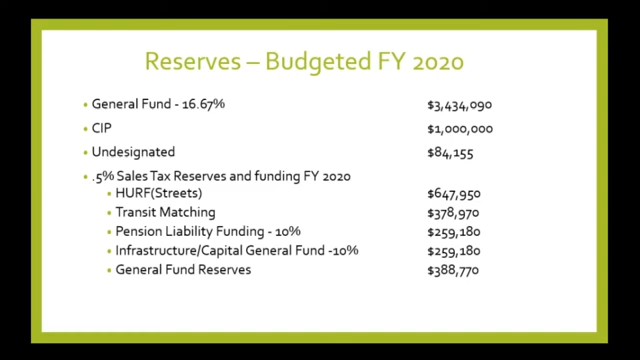 Reserves – Budgeted FY 2020
General Fund - 16.67% $3,434,090
CIP $1,000,000
Undesignated $84,155
.5% Sales Tax Reserves and funding FY 2020
HURF(Streets) $647,950
Transit Matching $378,970
Pension Liability Funding - 10% $259,180
Infrastructure/Capital General Fund -10% $259,180
General Fund Reserves $388,770